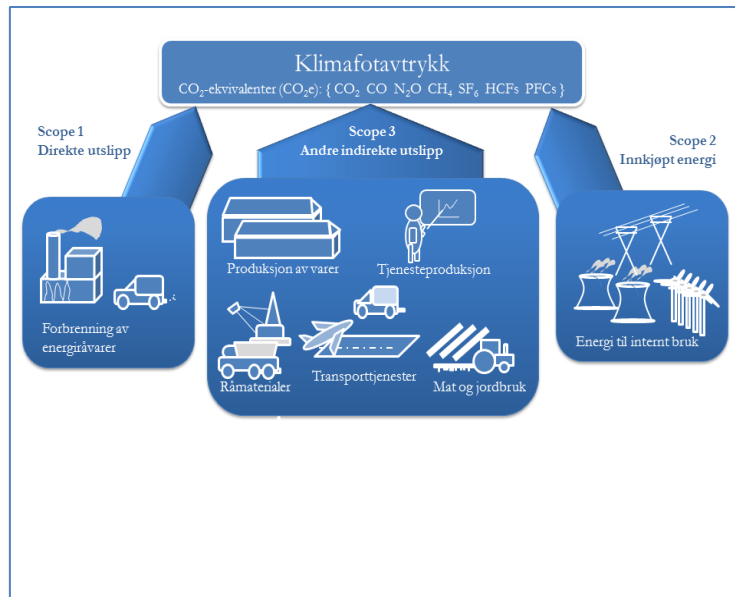 Klimafotavtrykk
CO₂-ekvivalenter (CO₂e): { CO₂ CO N₂O CH₄ SF₆ HCFs PFCs }
Scope 1
Direkte utslipp
Scope 3
Andre indirekte utslipp
Scope 2
Innkjøpt energi
Produksjon av varer
Tjenesteproduksjon
Forbrenning av
energiråvarer
Råmaterialer
Transporttjenester
Mat og jordbruk
Energi til internt bruk